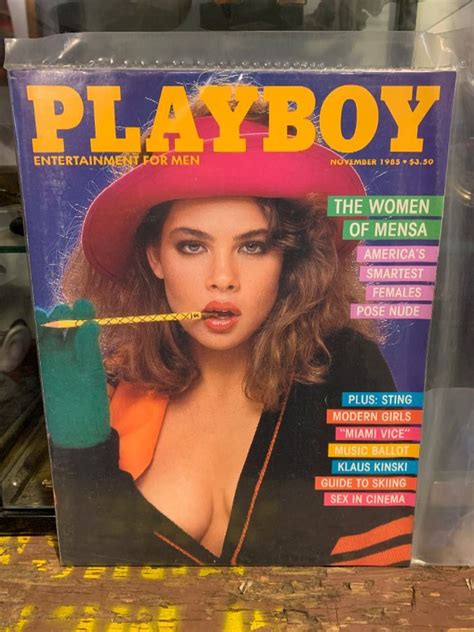 PLAYBOY
ENTERTAINMENT FOR MEN
NOVEMBER 1985 • $3.50
THE WOMEN
OF MENSA
AMERICA'S
SMARTEST
FEMALES
POSE NUDE
PLUS: STING
MODERN GIRLS
"MIAMI VICE"
MUSIC BALLOT
KLAUS KINSKI
GUIDE TO SKIING
SEX IN CINEMA